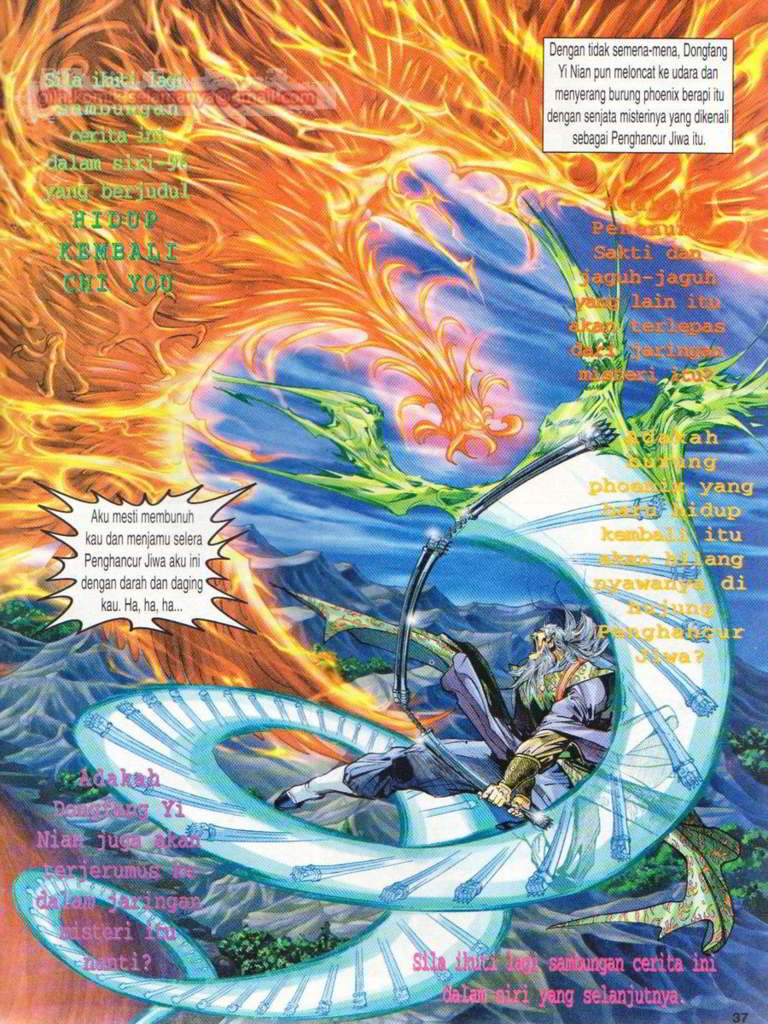 Dengan tidak semena-mena, Dongfang
Yi Nian pun meloncat ke udara dan
menyerang burung phoenix berapi itu
dengan senjata misterinya yang dikenali
sebagai Penghancur Jiwa itu.
Sila ikuti lagi
sambungan
cerita ini
dalam siri-96
yang berjudul
HIDUP
KEMBALI
CHI YOU
Adakah
Penanung
Sakti dan
jaguh-jaguh
yang lain itu
akan terlepas
dari jaringan
misteri itu?
Adakah
burung
phoenix yang
baru hidup
kembali itu
akan hilang
nyawanya di
hujung
Penghancur
Jiwa?
Aku mesti membunuh
kau dan menjamu selera
Penghancur Jiwa aku ini
dengan darah dan daging
kau. Ha, ha, ha...
Adakah
Dongfang Yi
Nian juga akan
terjerumus ke
dalam jaringan
misteri itu
nanti?
Sila ikuti lagi sambungan cerita ini
dalam siri yang selanjutnya.
37